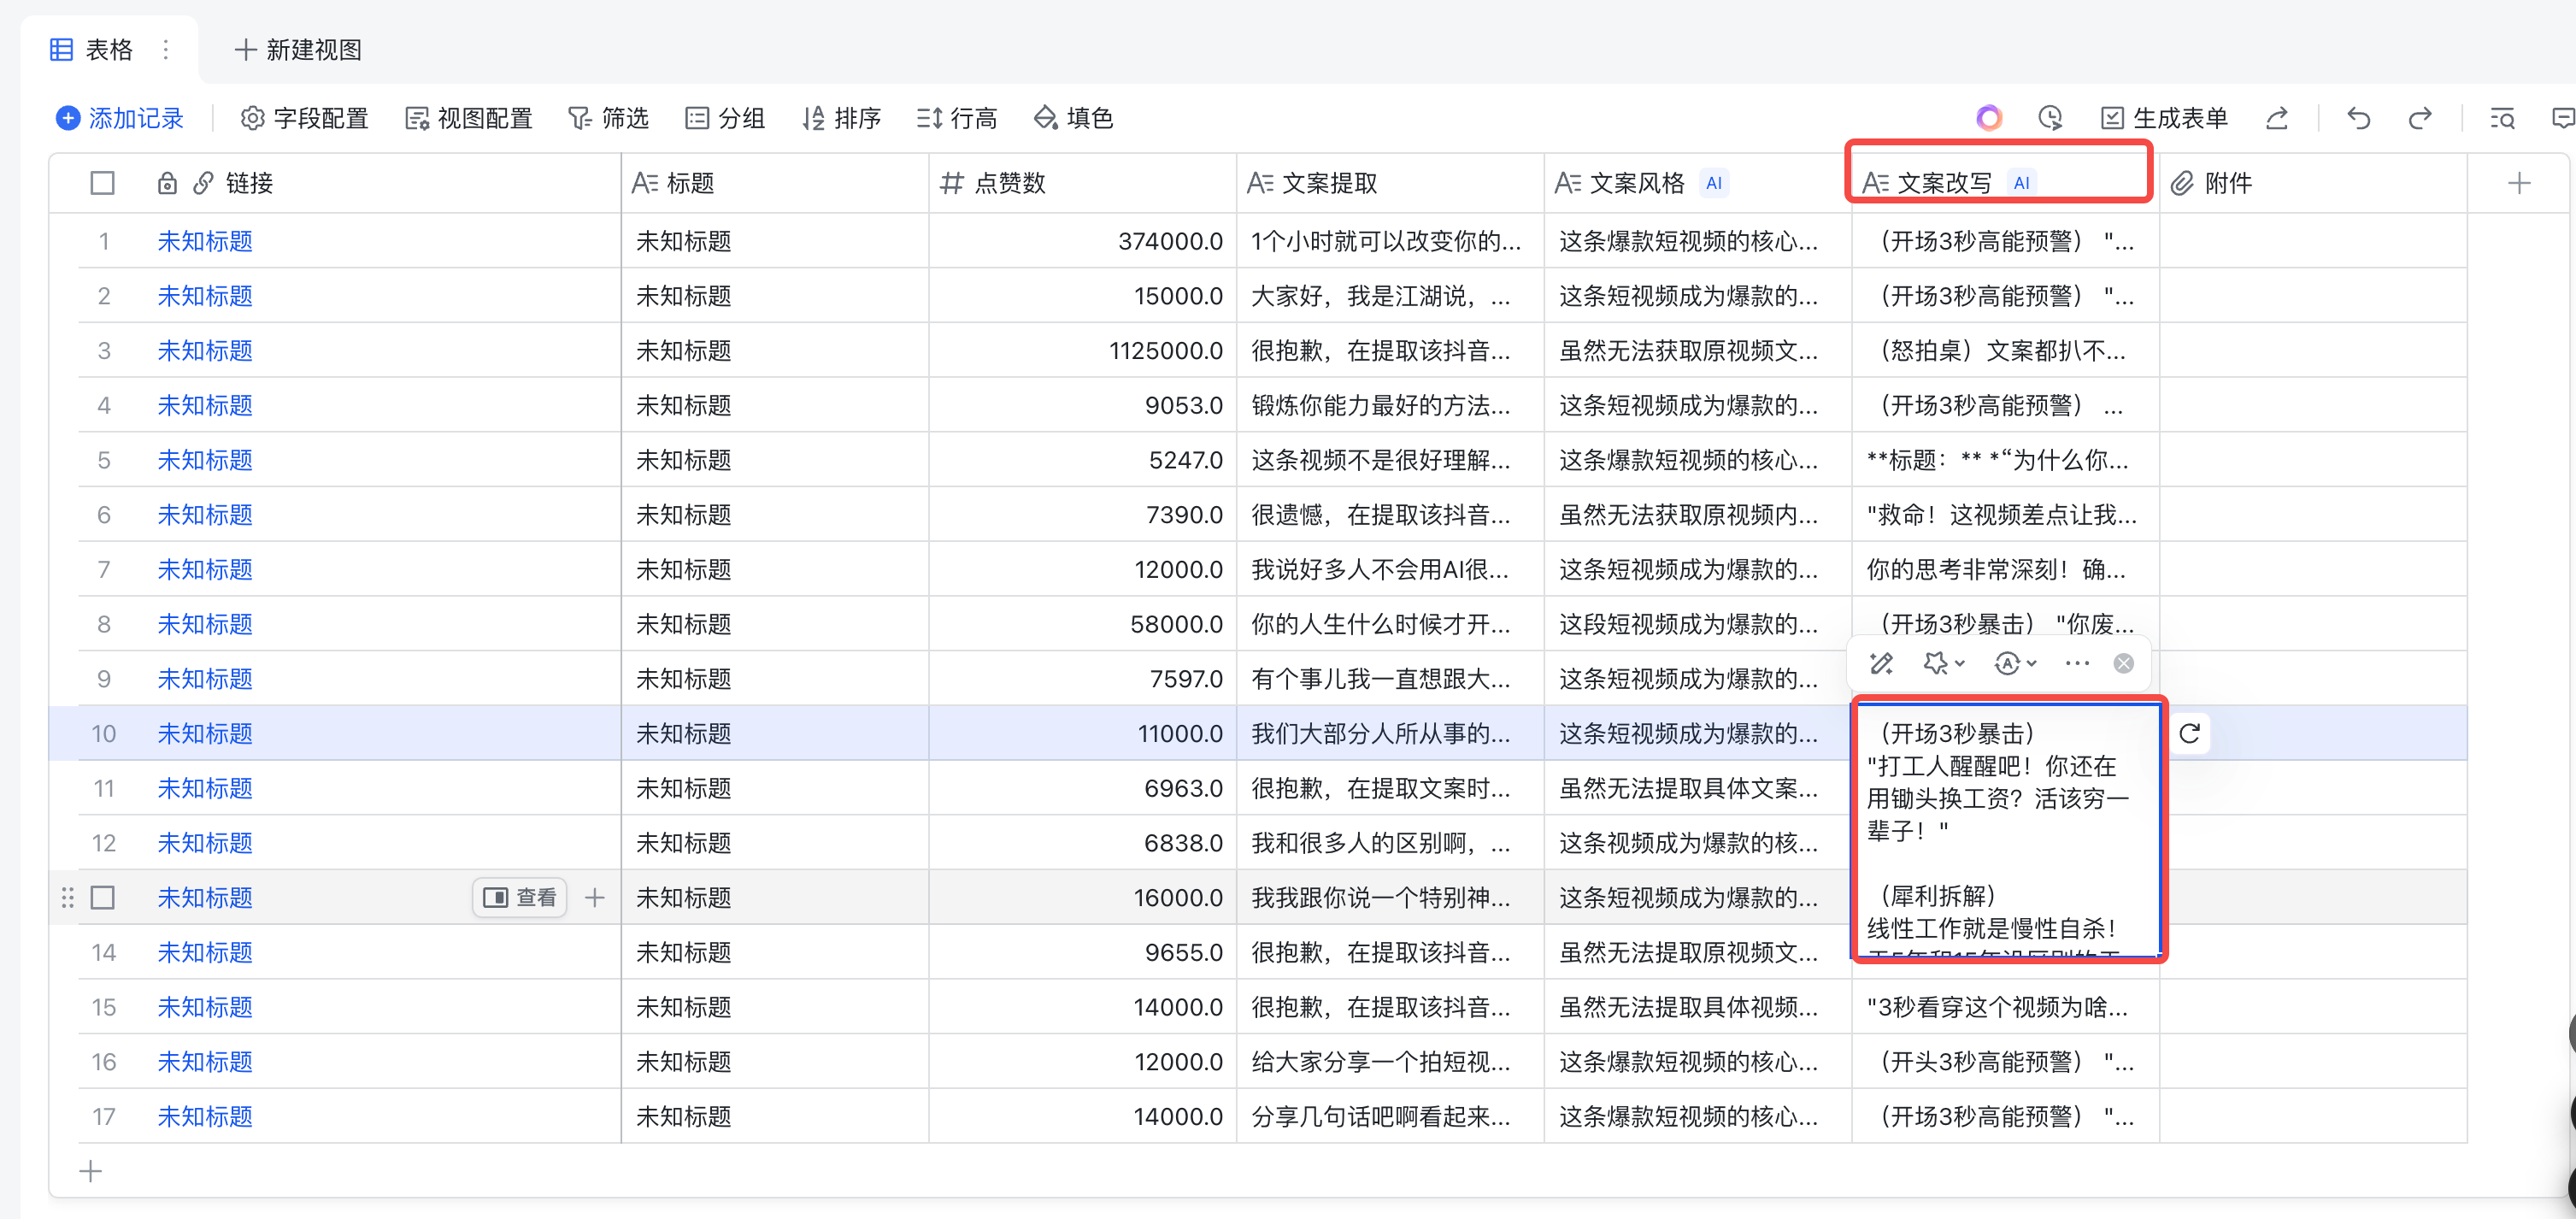 表格
新建视图
添加记录 字段配置 视图配置 筛选 分组 排序 行高 填色 生成表单
链接 标题 点赞数 文案提取 文案风格 AI 文案改写 AI 附件
1 未知标题 未知标题 374000.0 1个小时就可以改变你的... 这条爆款短视频的核心... （开场3秒高能预警） "...
2 未知标题 未知标题 15000.0 大家好，我是江湖说，... 这条短视频成为爆款的... （开场3秒高能预警） "...
3 未知标题 未知标题 1125000.0 很抱歉，在提取该抖音... 虽然无法获取原视频文... （怒拍桌）文案都扒不...
4 未知标题 未知标题 9053.0 锻炼你能力最好的方法... 这条短视频成为爆款的... （开场3秒高能预警） ...
5 未知标题 未知标题 5247.0 这条视频不是很好理解... 这条爆款短视频的核心... **标题：** *“为什么你...
6 未知标题 未知标题 7390.0 很遗憾，在提取该抖音... 虽然无法获取原视频内... "救命！这视频差点让我...
7 未知标题 未知标题 12000.0 我说好多人不会用AI很... 这条短视频成为爆款的... 你的思考非常深刻！确...
8 未知标题 未知标题 58000.0 你的人生什么时候才开... 这段短视频成为爆款的... （开场3秒暴击） "你废...
9 未知标题 未知标题 7597.0 有个事儿我一直想跟大... 这条短视频成为爆款的...
10 未知标题 未知标题 11000.0 我们大部分人所从事的... 这条短视频成为爆款的...
（开场3秒暴击）
"打工人醒醒吧！你还在
用锄头换工资？活该穷一
辈子！"
（犀利拆解）
线性工作就是慢性自杀！
11 未知标题 未知标题 6963.0 很抱歉，在提取文案时... 虽然无法提取具体文案...
12 未知标题 未知标题 6838.0 我和很多人的区别啊，... 这条视频成为爆款的核...
未知标题 查看 未知标题 16000.0 我我跟你说一个特别神... 这条短视频成为爆款的...
14 未知标题 未知标题 9655.0 很抱歉，在提取该抖音... 虽然无法提取原视频文...
15 未知标题 未知标题 14000.0 很抱歉，在提取该抖音... 虽然无法提取具体视频... "3秒看穿这个视频为啥...
16 未知标题 未知标题 12000.0 给大家分享一个拍短视... 这条爆款短视频的核心... （开头3秒高能预警） "...
17 未知标题 未知标题 14000.0 分享几句话吧啊看起来... 这条爆款短视频的核心... （开场3秒高能预警） "...